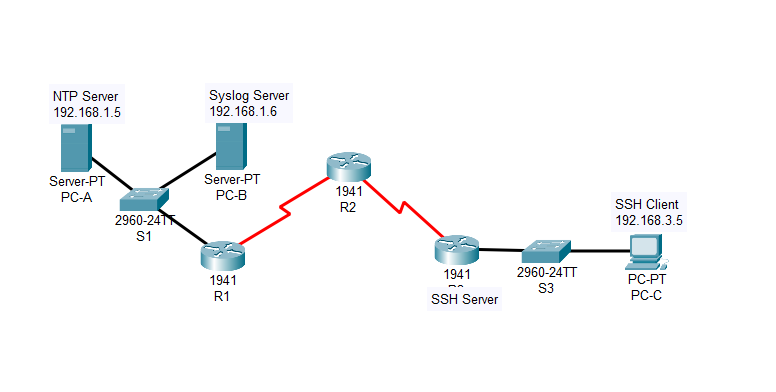 NTP Server
192.168.1.5
Server-PT
PC-A
Syslog Server
192.168.1.6
Server-PT
PC-B
2960-24TT
S1
1941
R1
1941
R2
1941
SSH Server
2960-24TT
S3
SSH Client
192.168.3.5
PC-PT
PC-C